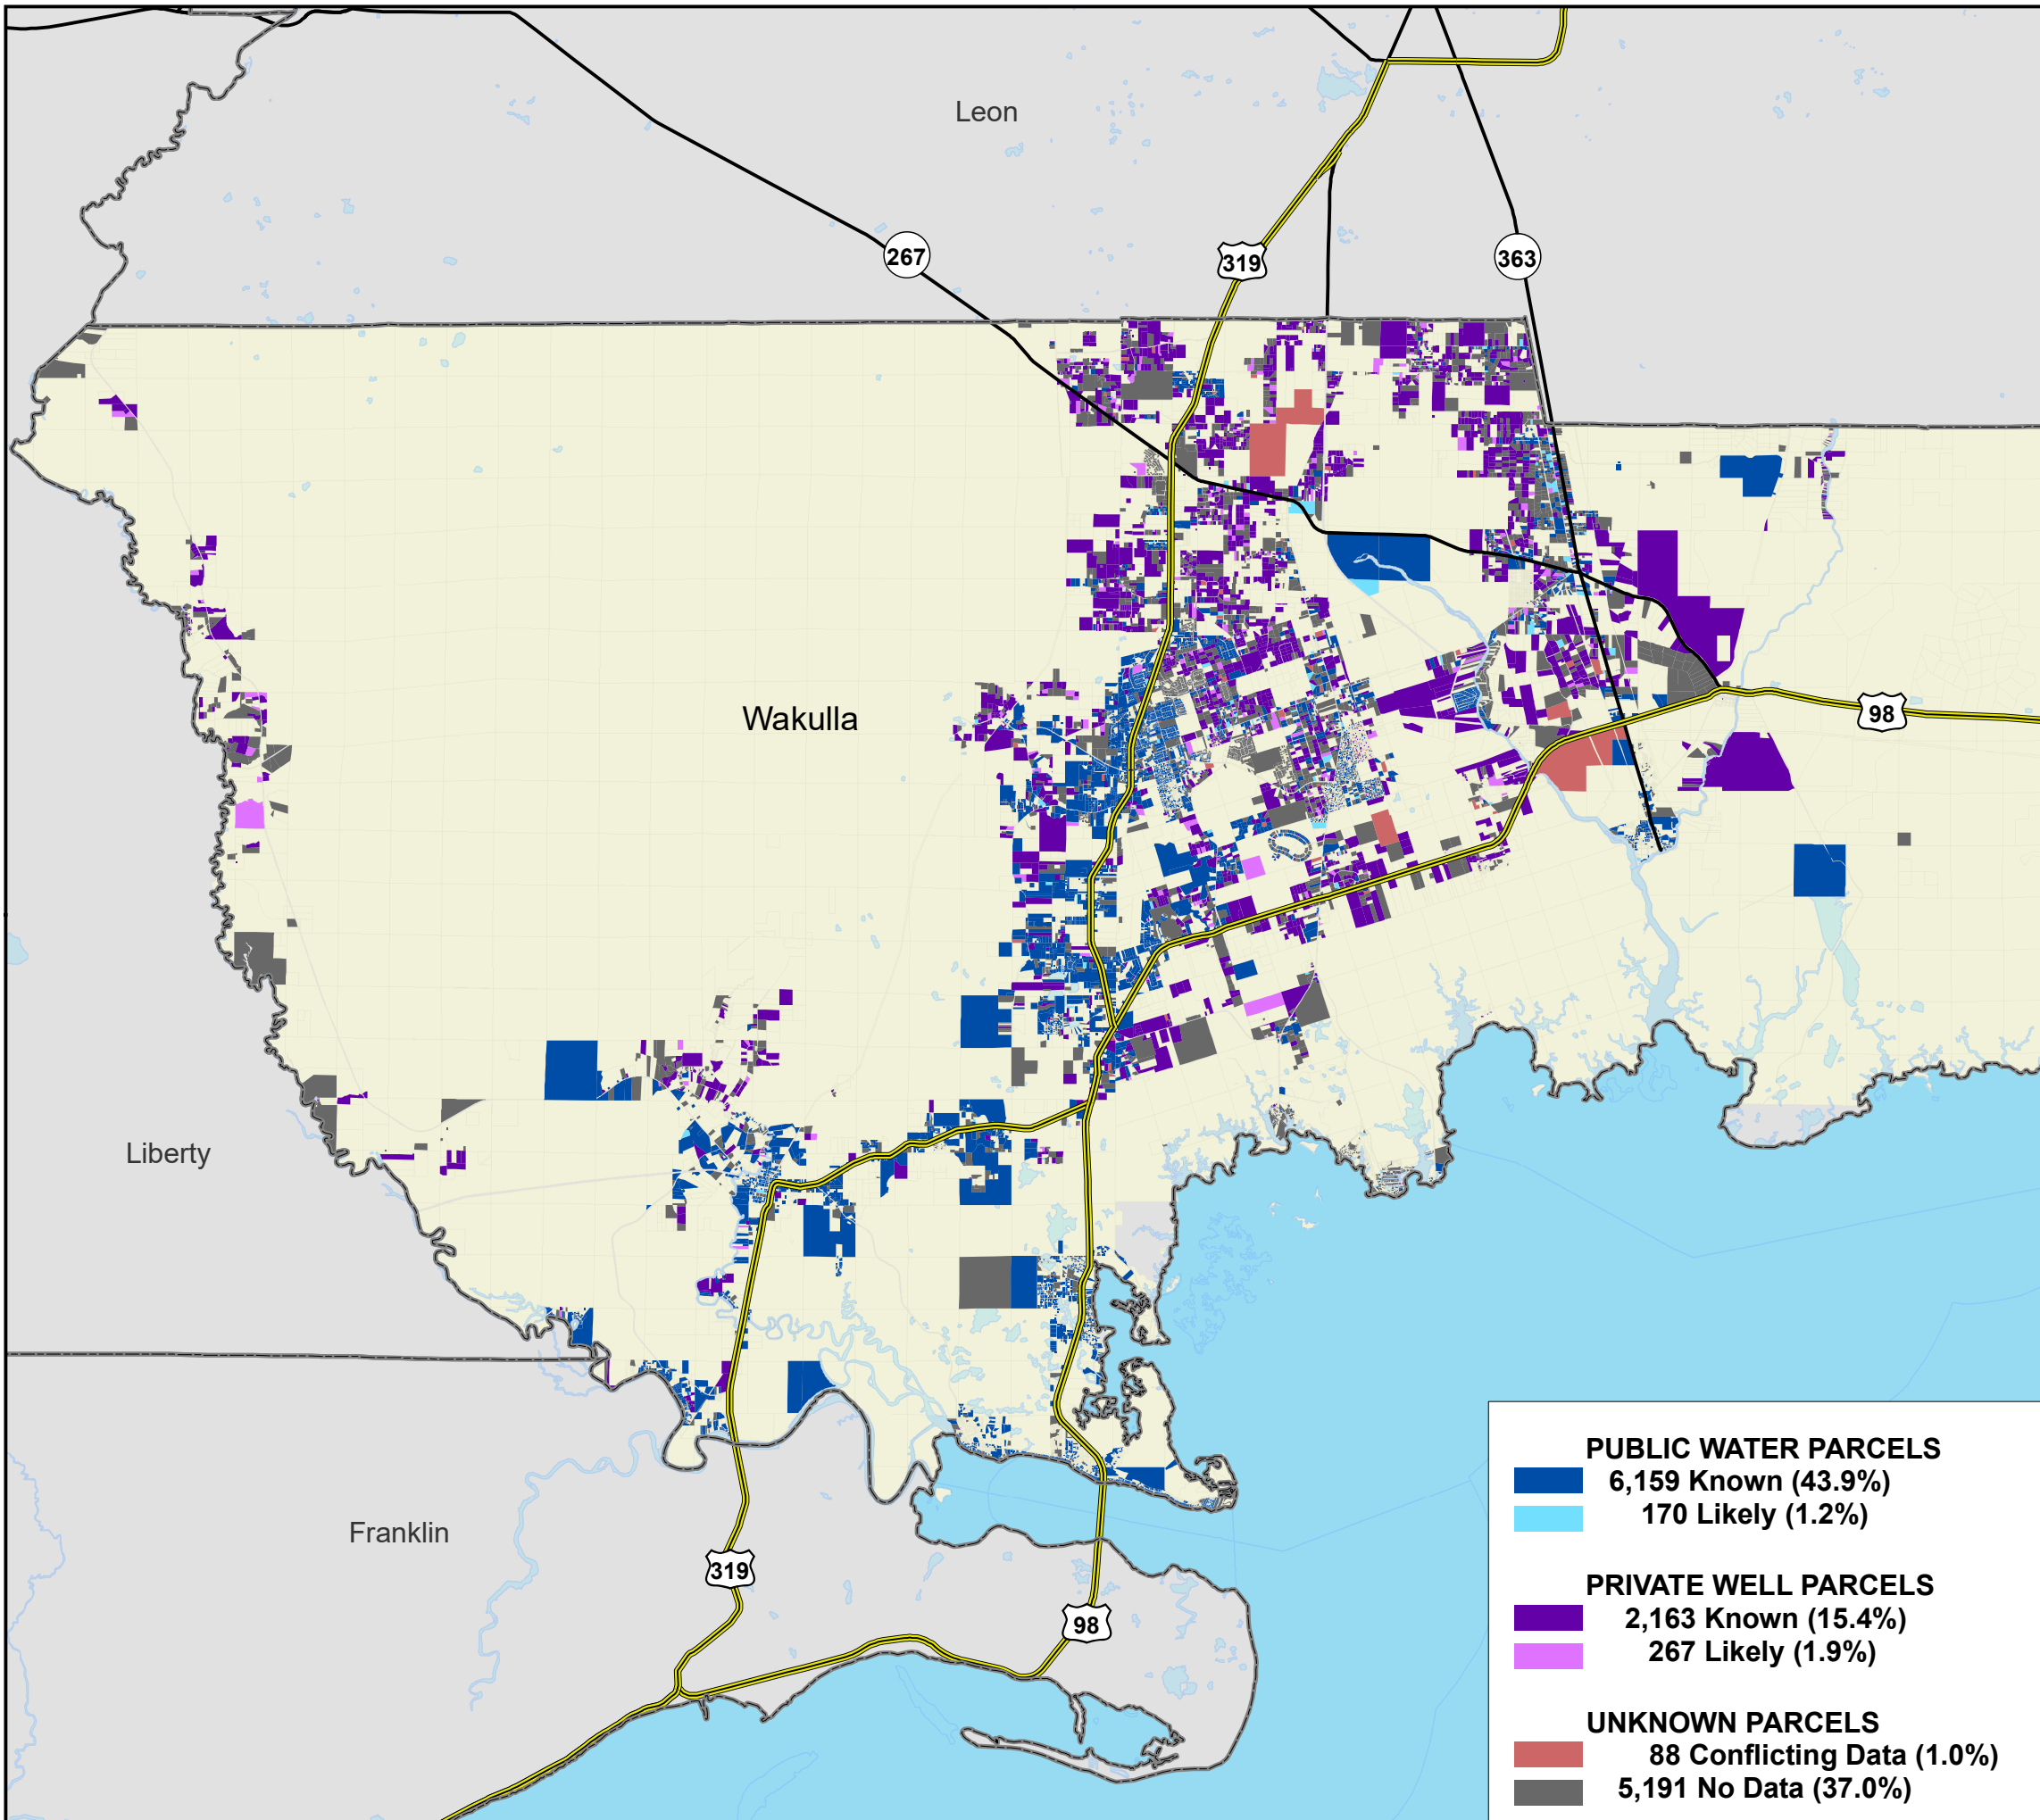 Leon
267
319
363
Wakulla
98
Liberty
Franklin
319
98
PUBLIC WATER PARCELS
6,159 Known (43.9%)
170 Likely (1.2%)
PRIVATE WELL PARCELS
2,163 Known (15.4%)
267 Likely (1.9%)
UNKNOWN PARCELS
88 Conflicting Data (1.0%)
5,191 No Data (37.0%)